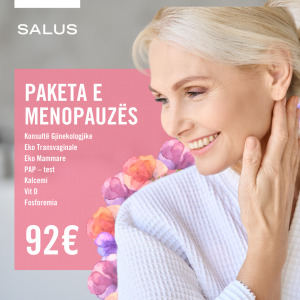 SALUS
PAKETA E
MENOPAUZËS
Konsultë Gjinekologjike
Eko Transvaginale
Eko Mammare
PAP – test
Kalcemi
Vit D
Fosforemia
92€